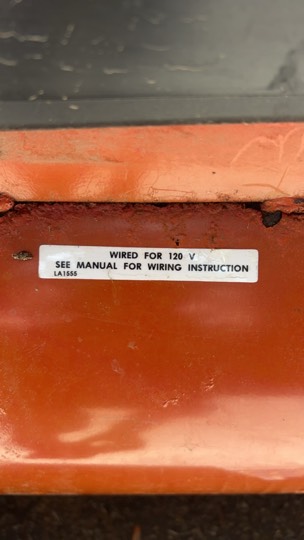 WIRED FOR 120 V
SEE MANUAL FOR WIRING INSTRUCTION
LA1555